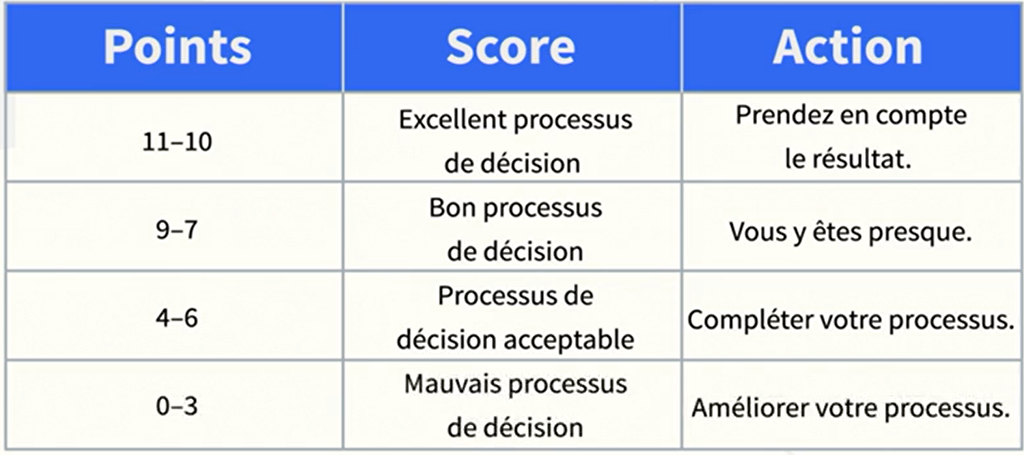 Points Score Action
11–10
Excellent processus
de décision
Prendez en compte
le résultat.
9–7
Bon processus
de décision
Vous y êtes presque.
4–6
Processus de
décision acceptable
Compléter votre processus.
0–3
Mauvais processus
de décision
Améliorer votre processus.